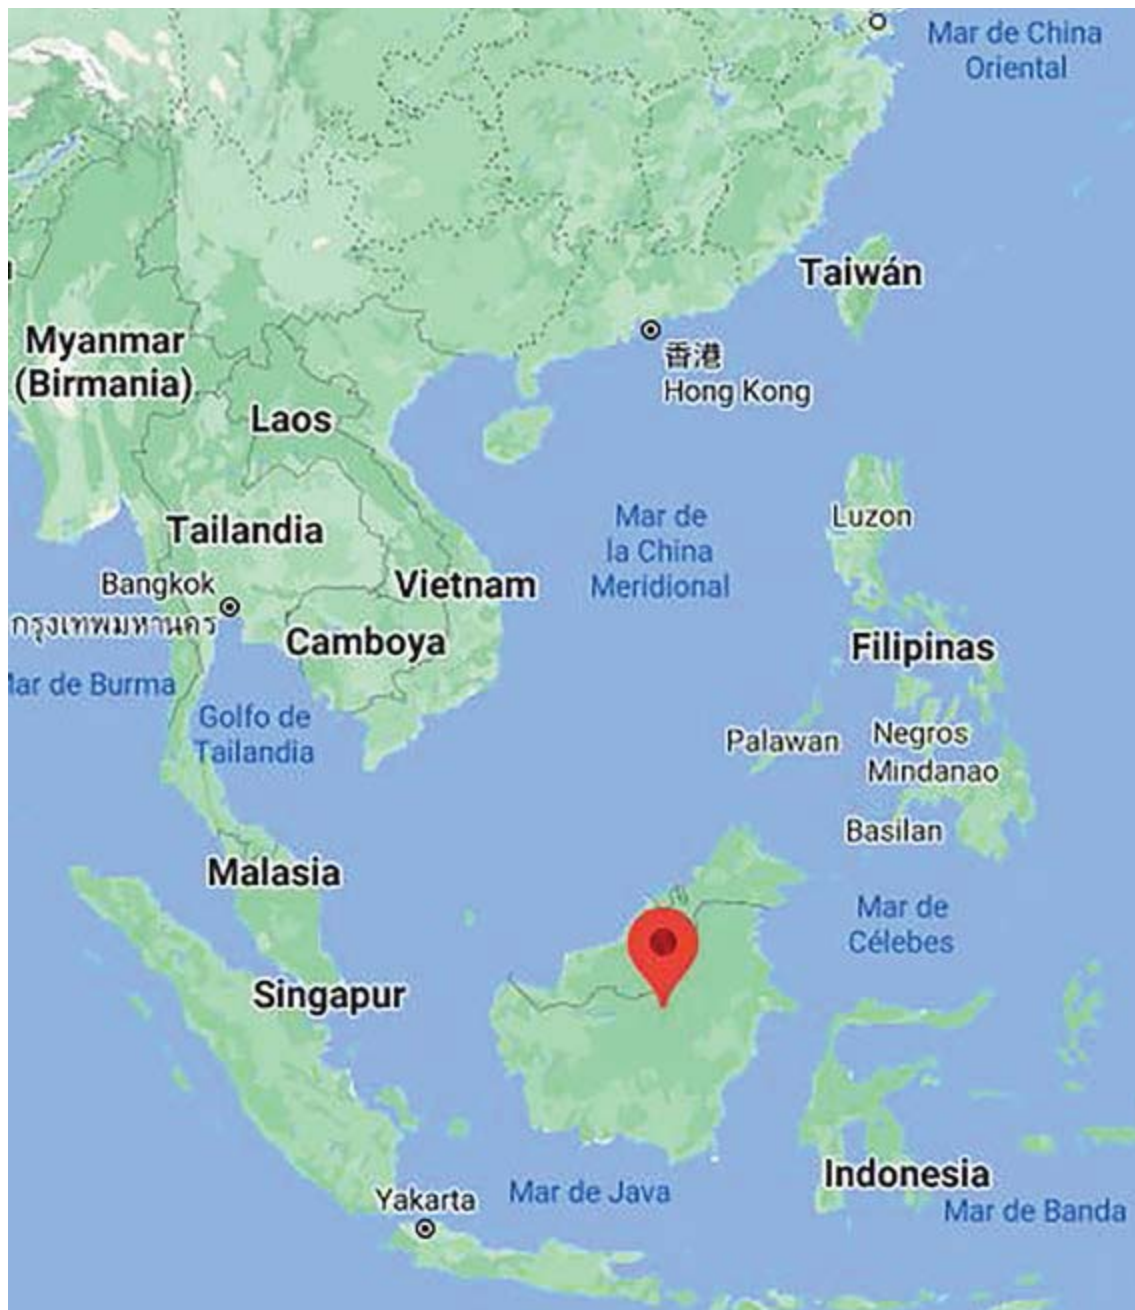 Mar de China
Oriental
Taiwán
Myanmar
(Birmania)
香港
Hong Kong
Laos
Mar de
la China
Meridional
Luzon
Tailandia
Bangkok
กรุงเทพมหานคร
Vietnam
Camboya
Filipinas
Mar de Burma
Golfo de
Tailandia
Palawan
Negros
Mindanao
Basilan
Malasia
Mar de
Célebes
Singapur
Indonesia
Mar de Banda
Yakarta
Mar de Java